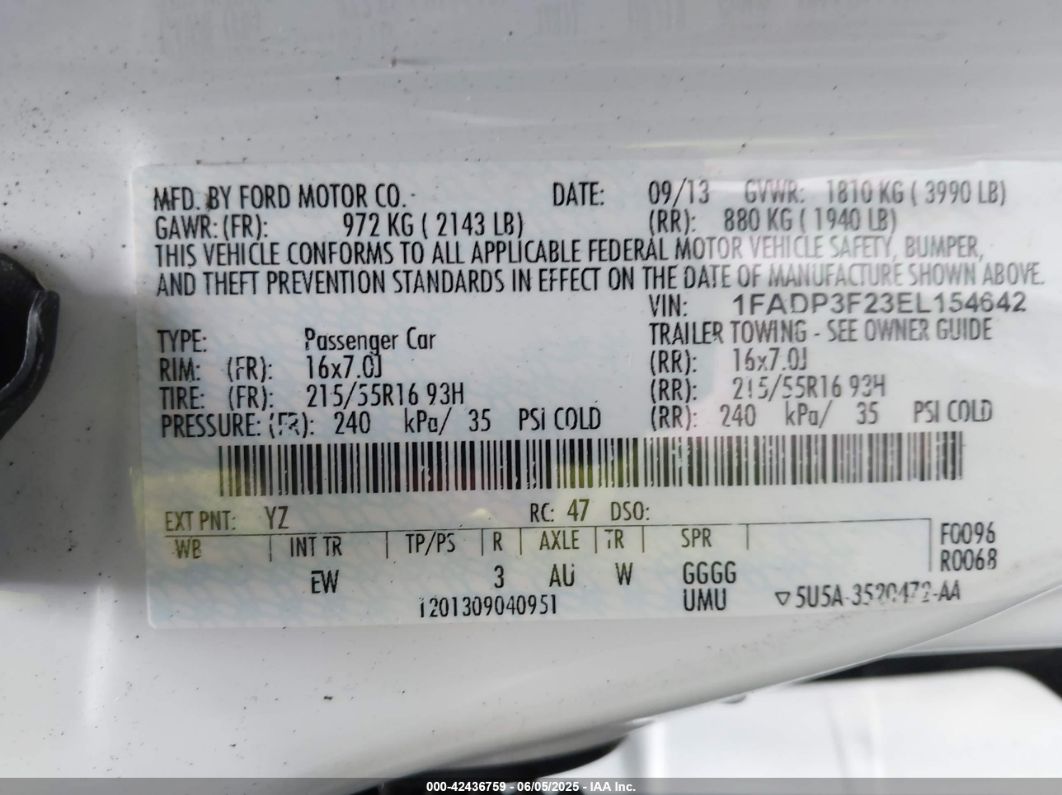 MFD. BY FORD MOTOR CO. DATE: 09/13 GVWR: 1810 KG ( 3990 LB)
GAWR: (FR): 972 KG ( 2143 LB) (RR): 880 KG ( 1940 LB)
THIS VEHICLE CONFORMS TO ALL APPLICABLE FEDERAL MOTOR VEHICLE SAFETY, BUMPER,
AND THEFT PREVENTION STANDARDS IN EFFECT ON THE DATE OF MANUFACTURE SHOWN ABOVE.
VIN: 1FADP3F23EL154642
TYPE: Passenger Car TRAILER TOWING - SEE OWNER GUIDE
RIM: (FR): 16x7.0J (RR): 16x7.0J
TIRE: (FR): 215/55R16 93H (RR): 215/55R16 93H
PRESSURE: (FR): 240 kPa/ 35 PSI COLD (RR): 240 kPa/ 35 PSI COLD
EXT PNT: YZ RC: 47 DSO:
WB INT TR TP/PS R AXLE TR SPR F0096
EW 3 AU W GGGG R0068
1201309040951 UMU ▽5U5A-3520472-AA
000-42436759 - 06/05/2025 - IAA Inc.